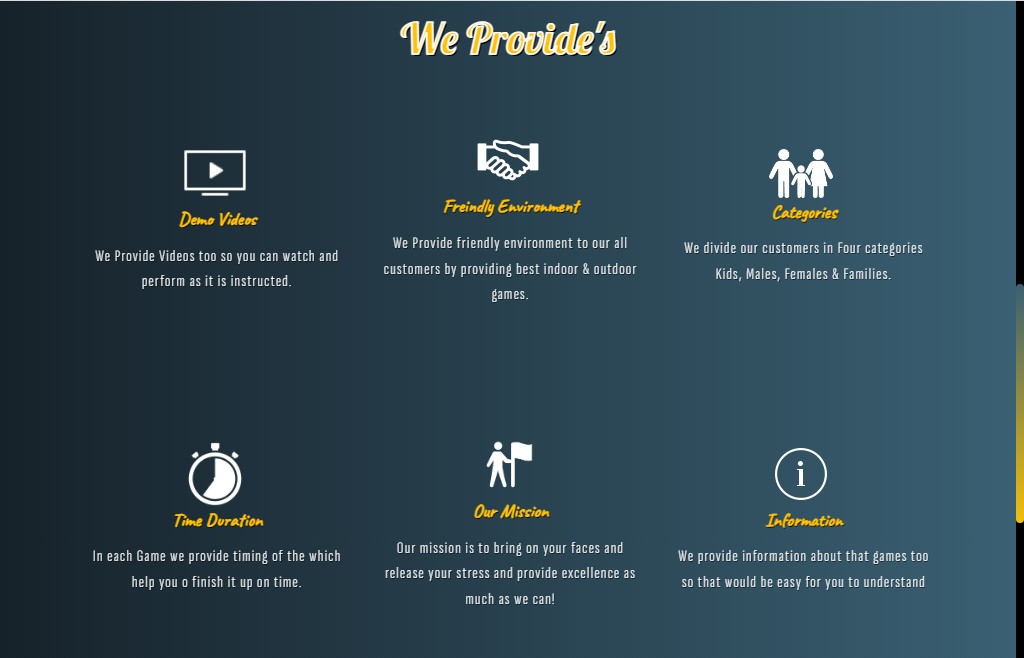 We Provide's
Demo Videos
We Provide Videos too so you can watch and
perform as it is instructed.
Freindly Environment
We Provide friendly environment to our all
customers by providing best indoor & outdoor
games.
Categories
We divide our customers in Four categories
Kids, Males, Females & Families.
Time Duration
In each Game we provide timing of the which
help you o finish it up on time.
Our Mission
Our mission is to bring on your faces and
release your stress and provide excellence as
much as we can!
i
Information
We provide information about that games too
so that would be easy for you to understand